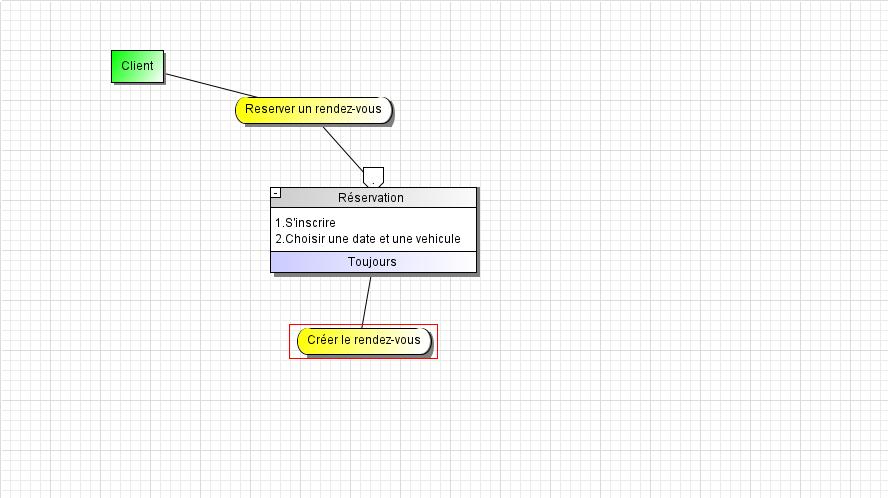 Client
Reserver un rendez-vous
.
-
Réservation
1.S'inscrire
2.Choisir une date et une vehicule
Toujours
Créer le rendez-vous